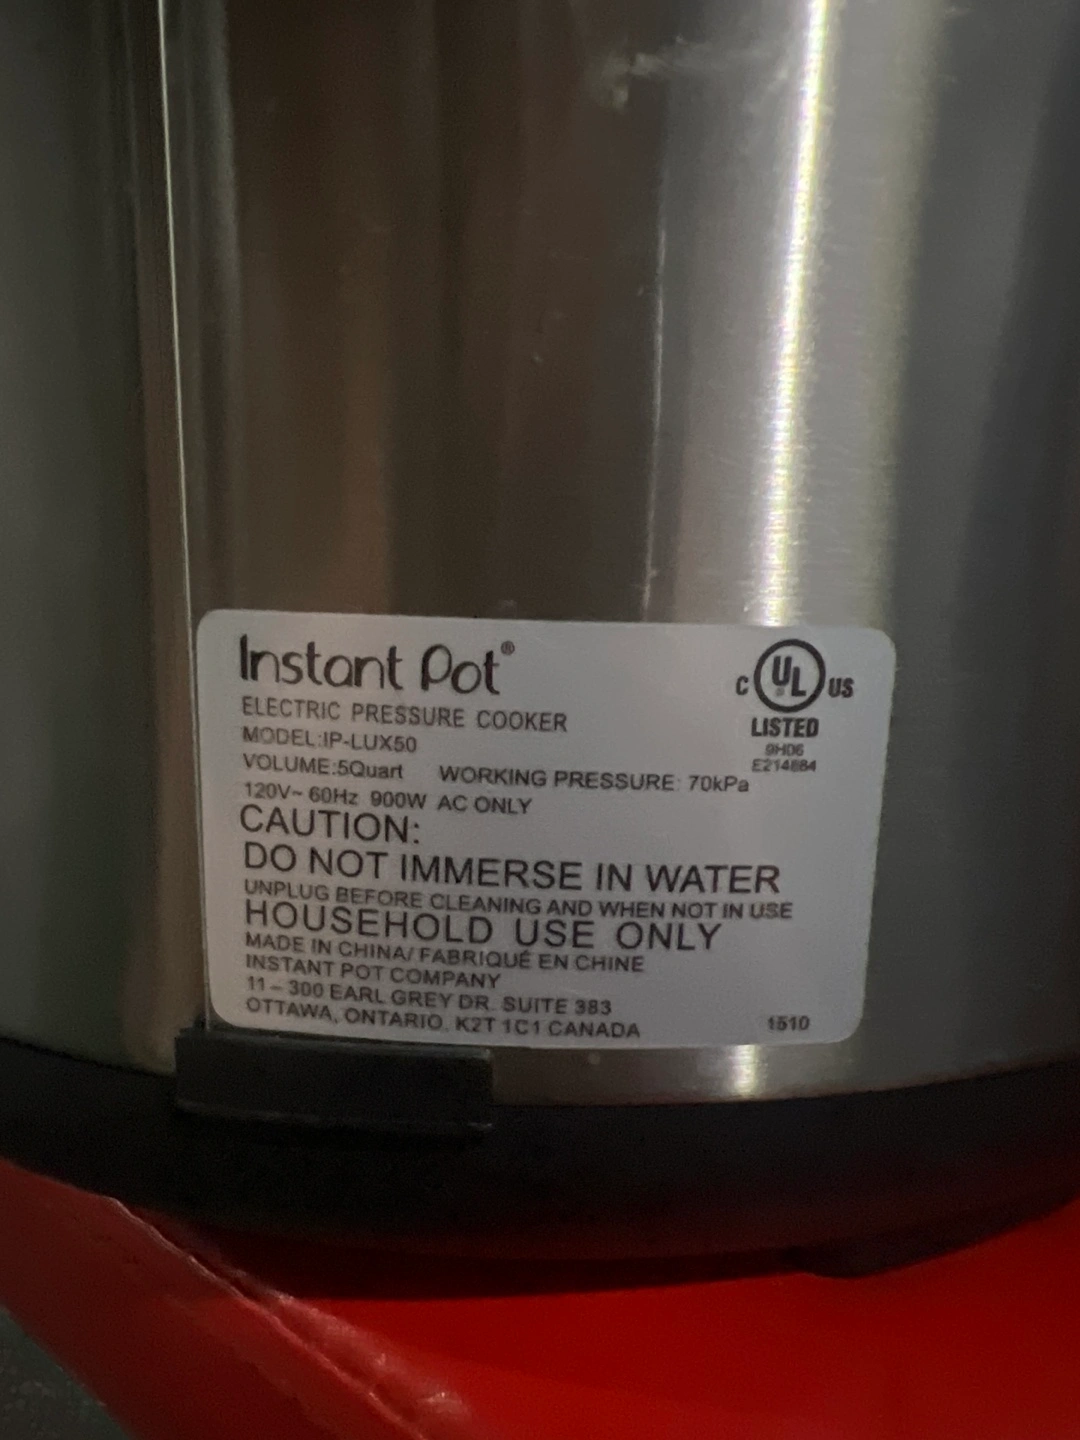 Instant Pot®
ELECTRIC PRESSURE COOKER
MODEL:IP-LUX50
VOLUME:5Quart WORKING PRESSURE: 70kPa
120V~ 60Hz 900W AC ONLY
C UL® US
LISTED
9H06
E214884
CAUTION:
DO NOT IMMERSE IN WATER
UNPLUG BEFORE CLEANING AND WHEN NOT IN USE
HOUSEHOLD USE ONLY
MADE IN CHINA/ FABRIQUÉ EN CHINE
INSTANT POT COMPANY
11 – 300 EARL GREY DR. SUITE 383
OTTAWA, ONTARIO, K2T 1C1 CANADA
1510